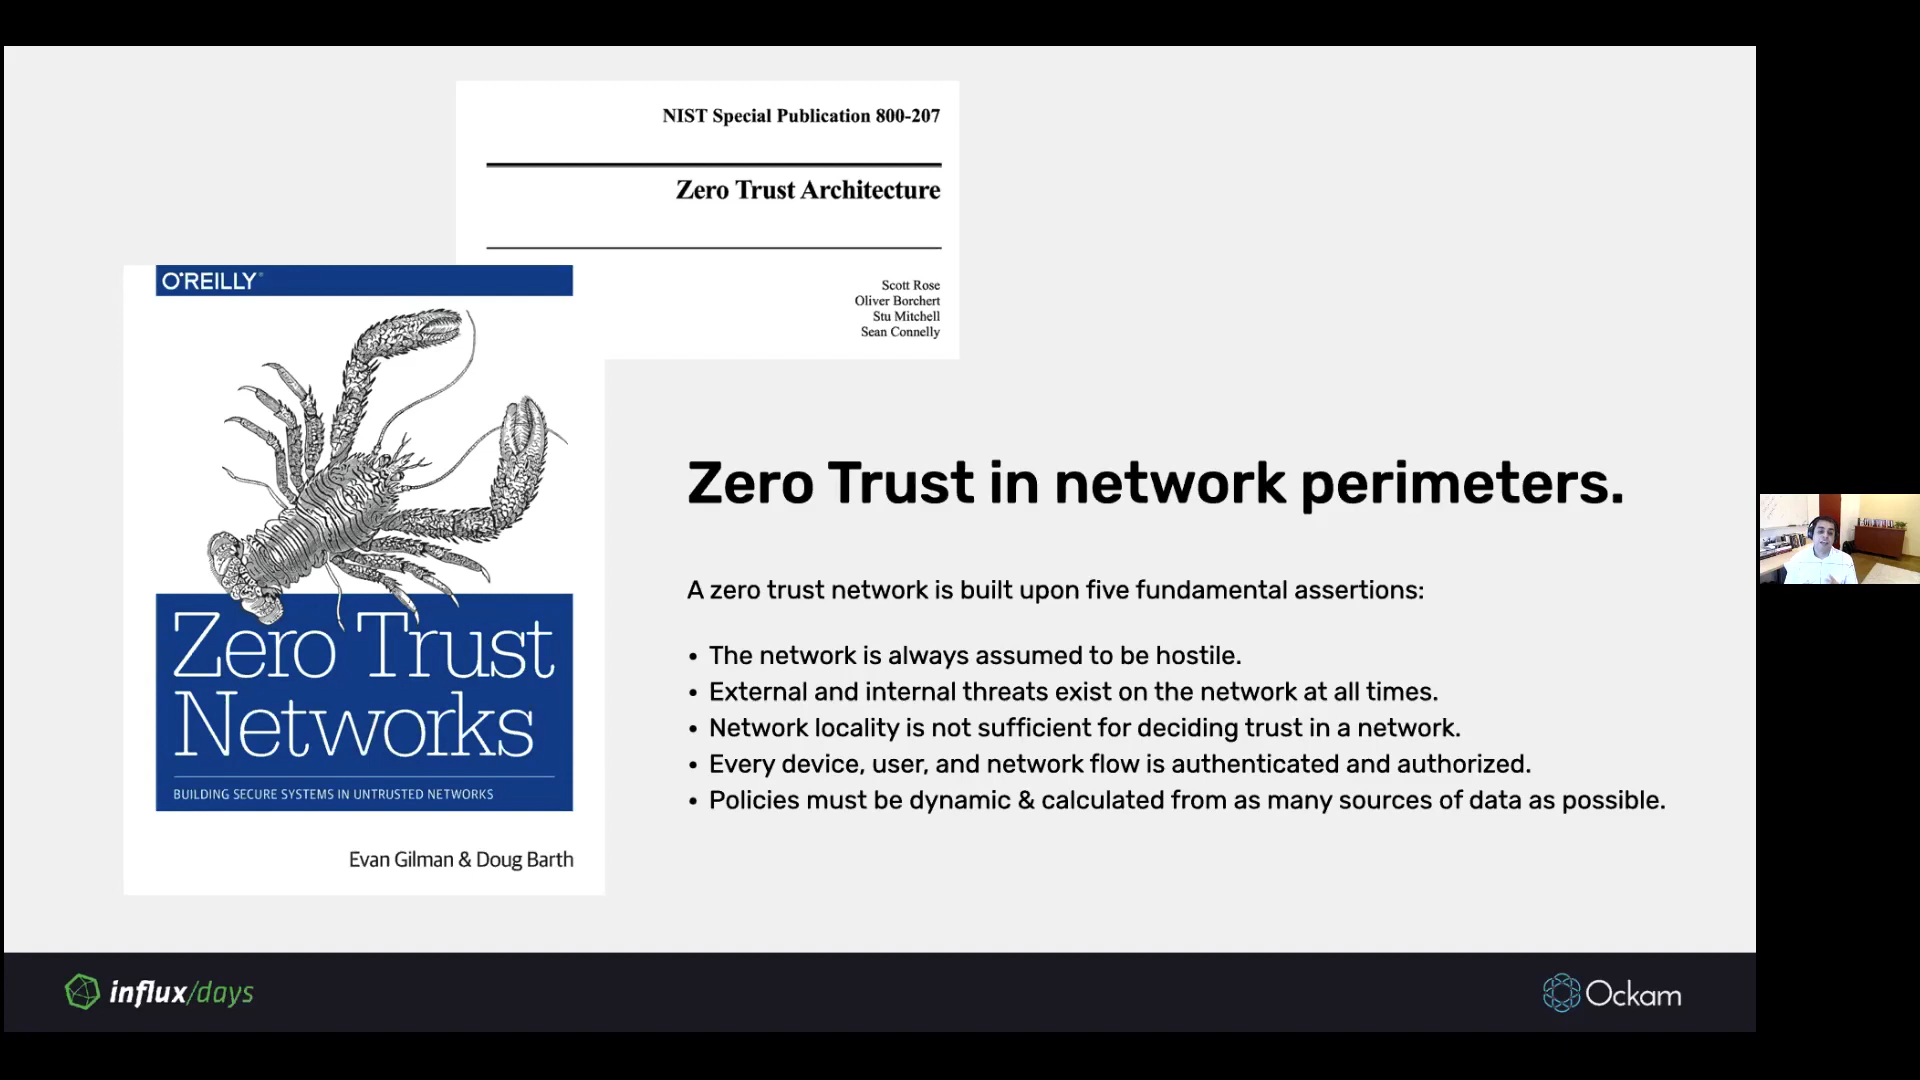 NIST Special Publication 800-207
Zero Trust Architecture
Scott Rose
Oliver Borchert
Stu Mitchell
Sean Connelly
O'REILLY®
Zero Trust
Networks
BUILDING SECURE SYSTEMS IN UNTRUSTED NETWORKS
Evan Gilman & Doug Barth
Zero Trust in network perimeters.
A zero trust network is built upon five fundamental assertions:
• The network is always assumed to be hostile.
• External and internal threats exist on the network at all times.
• Network locality is not sufficient for deciding trust in a network.
• Every device, user, and network flow is authenticated and authorized.
• Policies must be dynamic & calculated from as many sources of data as possible.
influx/days
Ockam